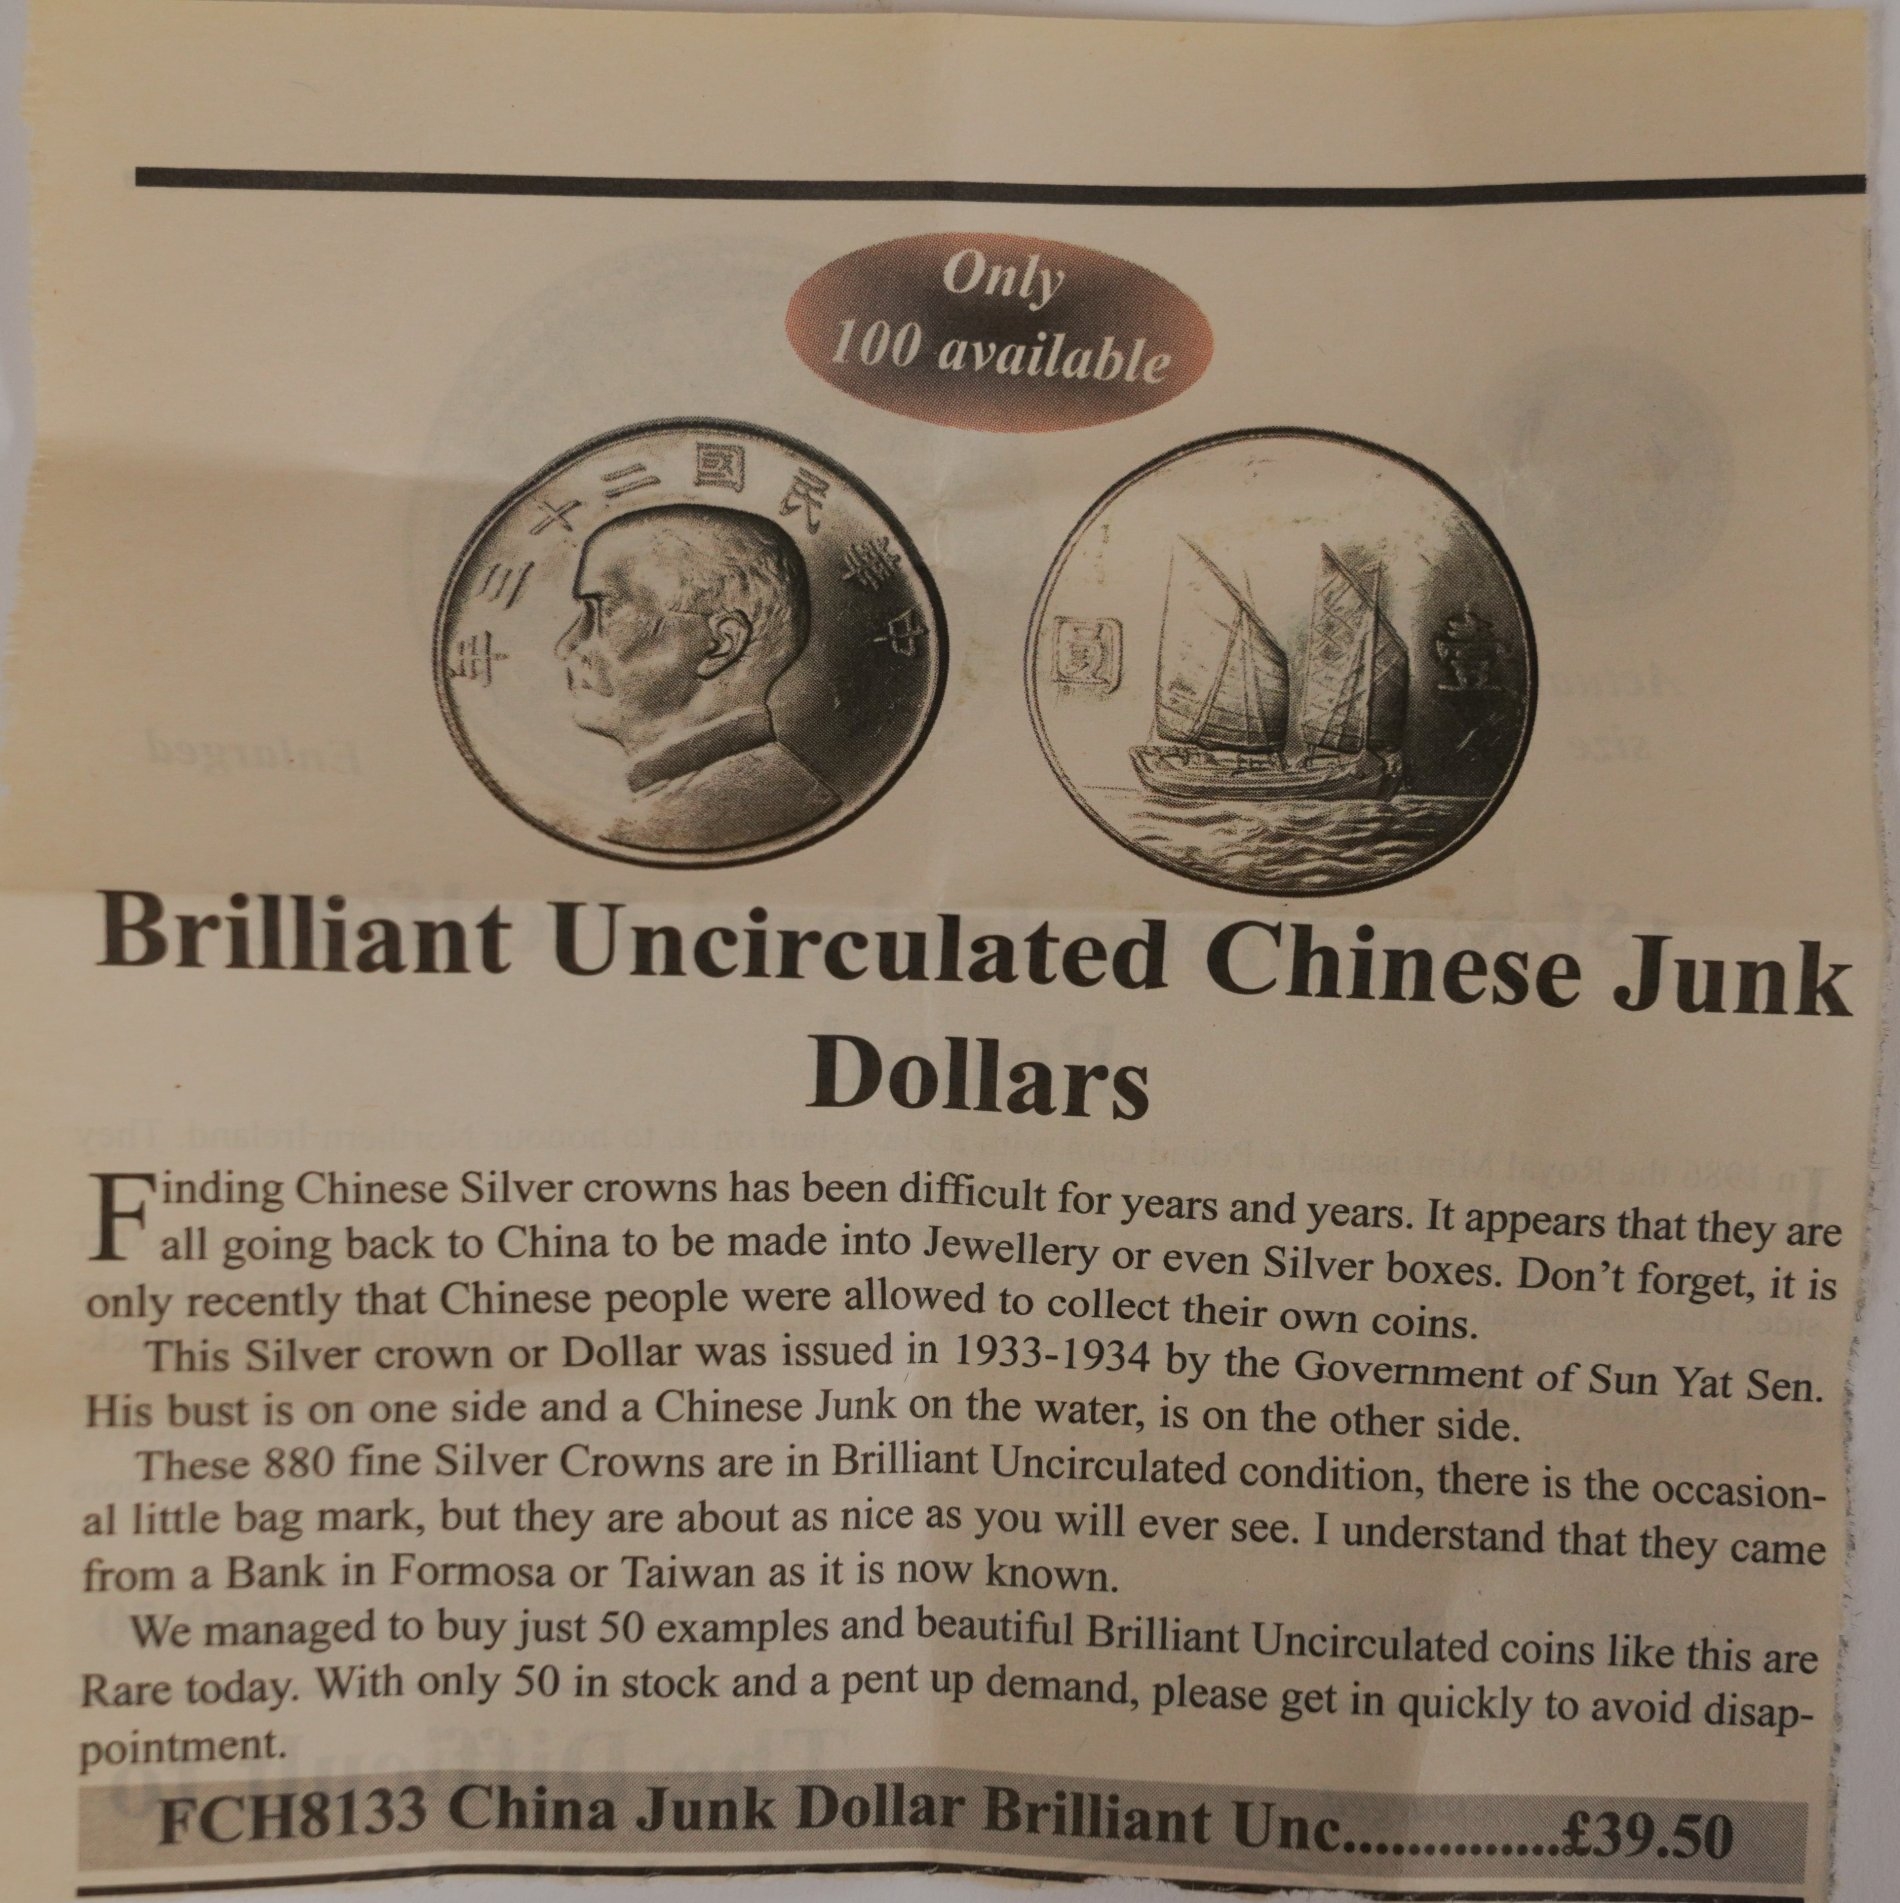 Only
100 available
中華民國二十三年
壹 圓
Brilliant Uncirculated Chinese Junk
Dollars
Finding Chinese Silver crowns has been difficult for years and years. It appears that they are
all going back to China to be made into Jewellery or even Silver boxes. Don't forget, it is
only recently that Chinese people were allowed to collect their own coins.
This Silver crown or Dollar was issued in 1933-1934 by the Government of Sun Yat Sen.
His bust is on one side and a Chinese Junk on the water, is on the other side.
These 880 fine Silver Crowns are in Brilliant Uncirculated condition, there is the occasion-
al little bag mark, but they are about as nice as you will ever see. I understand that they came
from a Bank in Formosa or Taiwan as it is now known.
We managed to buy just 50 examples and beautiful Brilliant Uncirculated coins like this are
Rare today. With only 50 in stock and a pent up demand, please get in quickly to avoid disap-
pointment.
FCH8133 China Junk Dollar Brilliant Unc..............£39.50